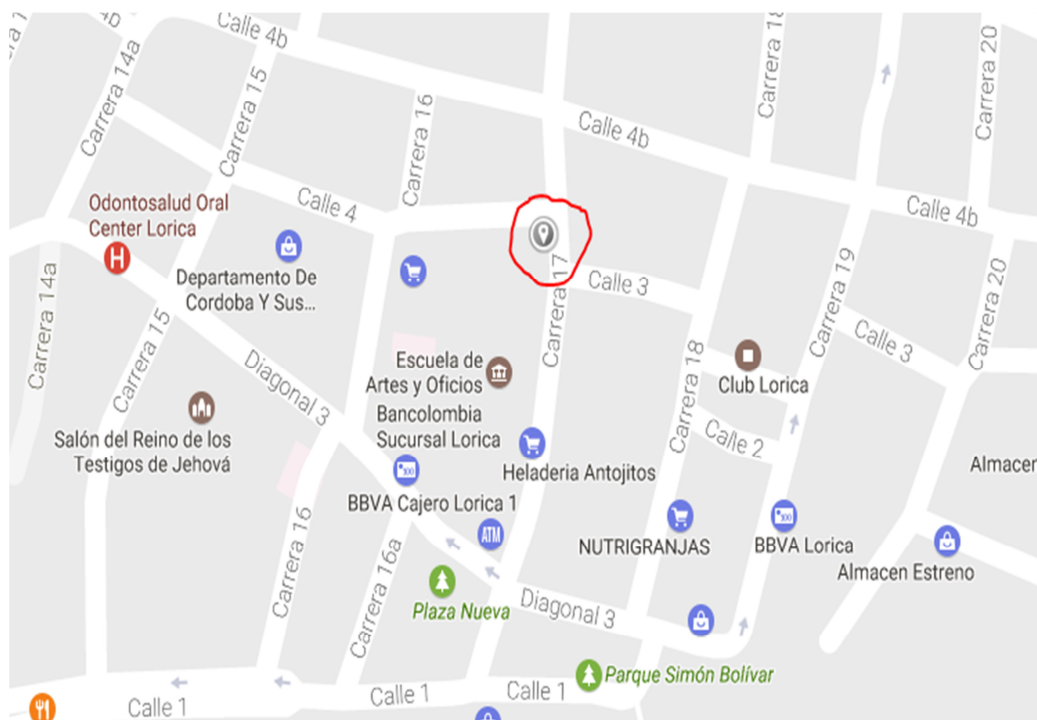 4b
Calle 4b
Carrera 18
Carrera 20
Carrera 14a
Carrera 15
Carrera 16
Calle 4b
Odontosalud Oral
Center Lorica
Calle 4
Calle 4b
Departamento De
Cordoba Y Sus...
Carrera 14a
Carrera 15
Carrera 17
Calle 3
Carrera 19
Carrera 20
Calle 3
Diagonal 3
Escuela de
Artes y Oficios
Carrera 18
Club Lorica
Bancolombia
Sucursal Lorica
Calle 2
Salón del Reino de los
Testigos de Jehová
Heladeria Antojitos
Almacen
BBVA Cajero Lorica 1
ATM
NUTRIGRANJAS
BBVA Lorica
Almacen Estreno
Carrera 16
Carrera 16a
Plaza Nueva
Diagonal 3
Parque Simón Bolívar
Calle 1
Calle 1
Calle 1